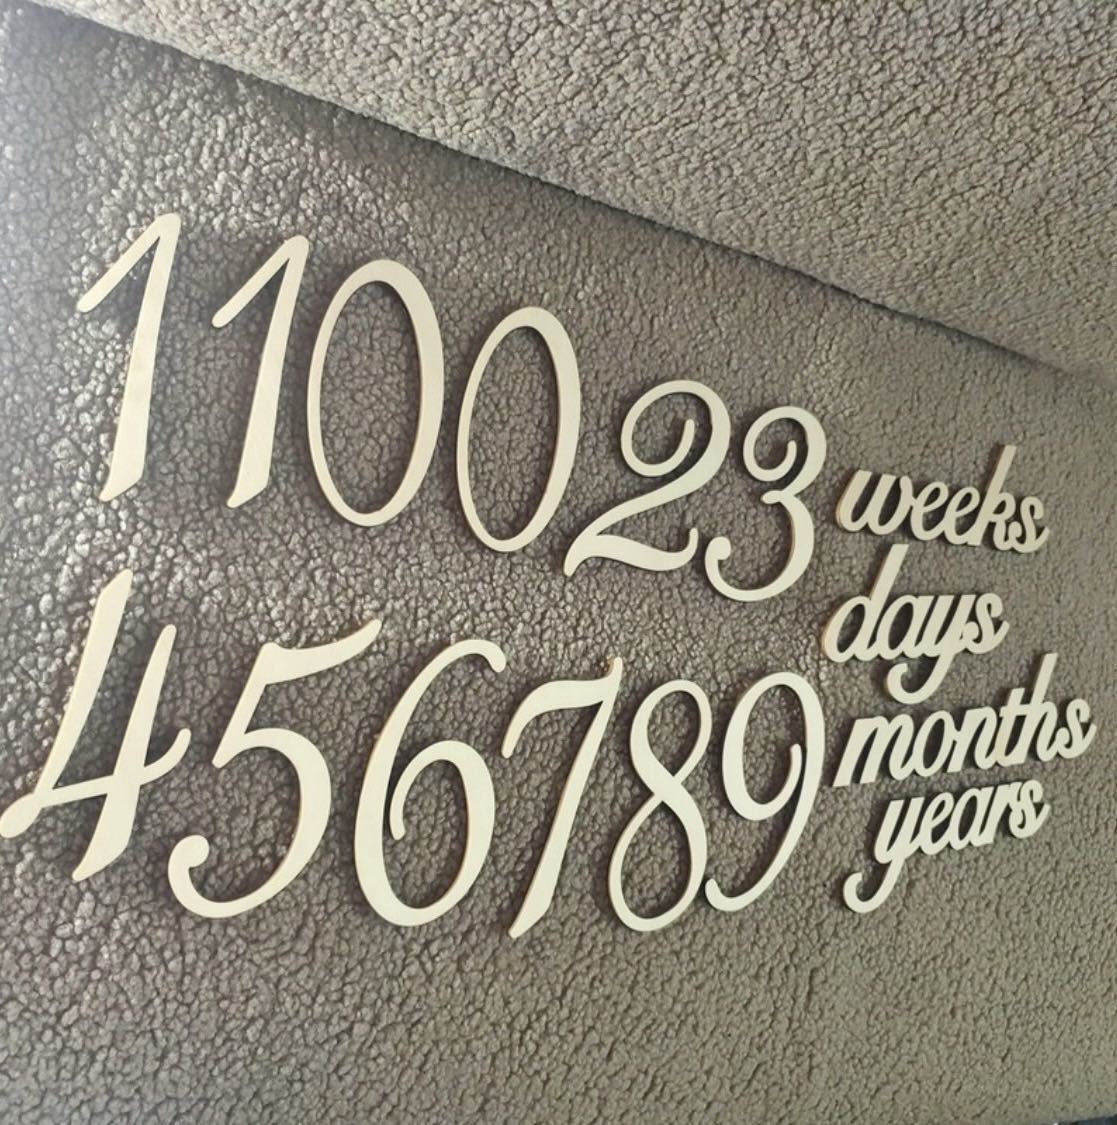 110023
weeks
days
456789
months
years